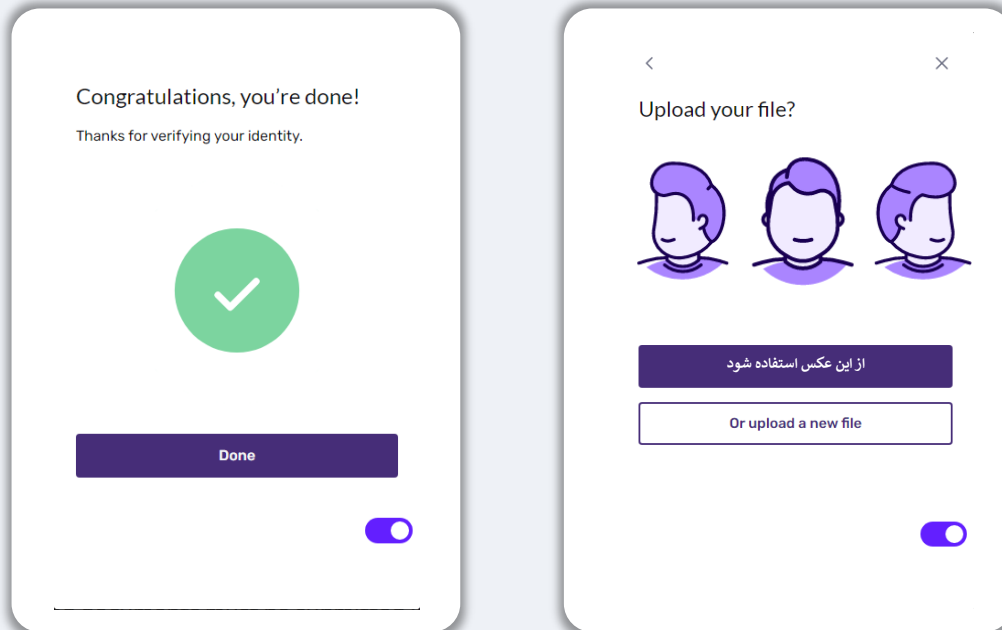 Congratulations, you’re done!
Thanks for verifying your identity.
Done
Upload your file?
از این عکس استفاده شود
Or upload a new file